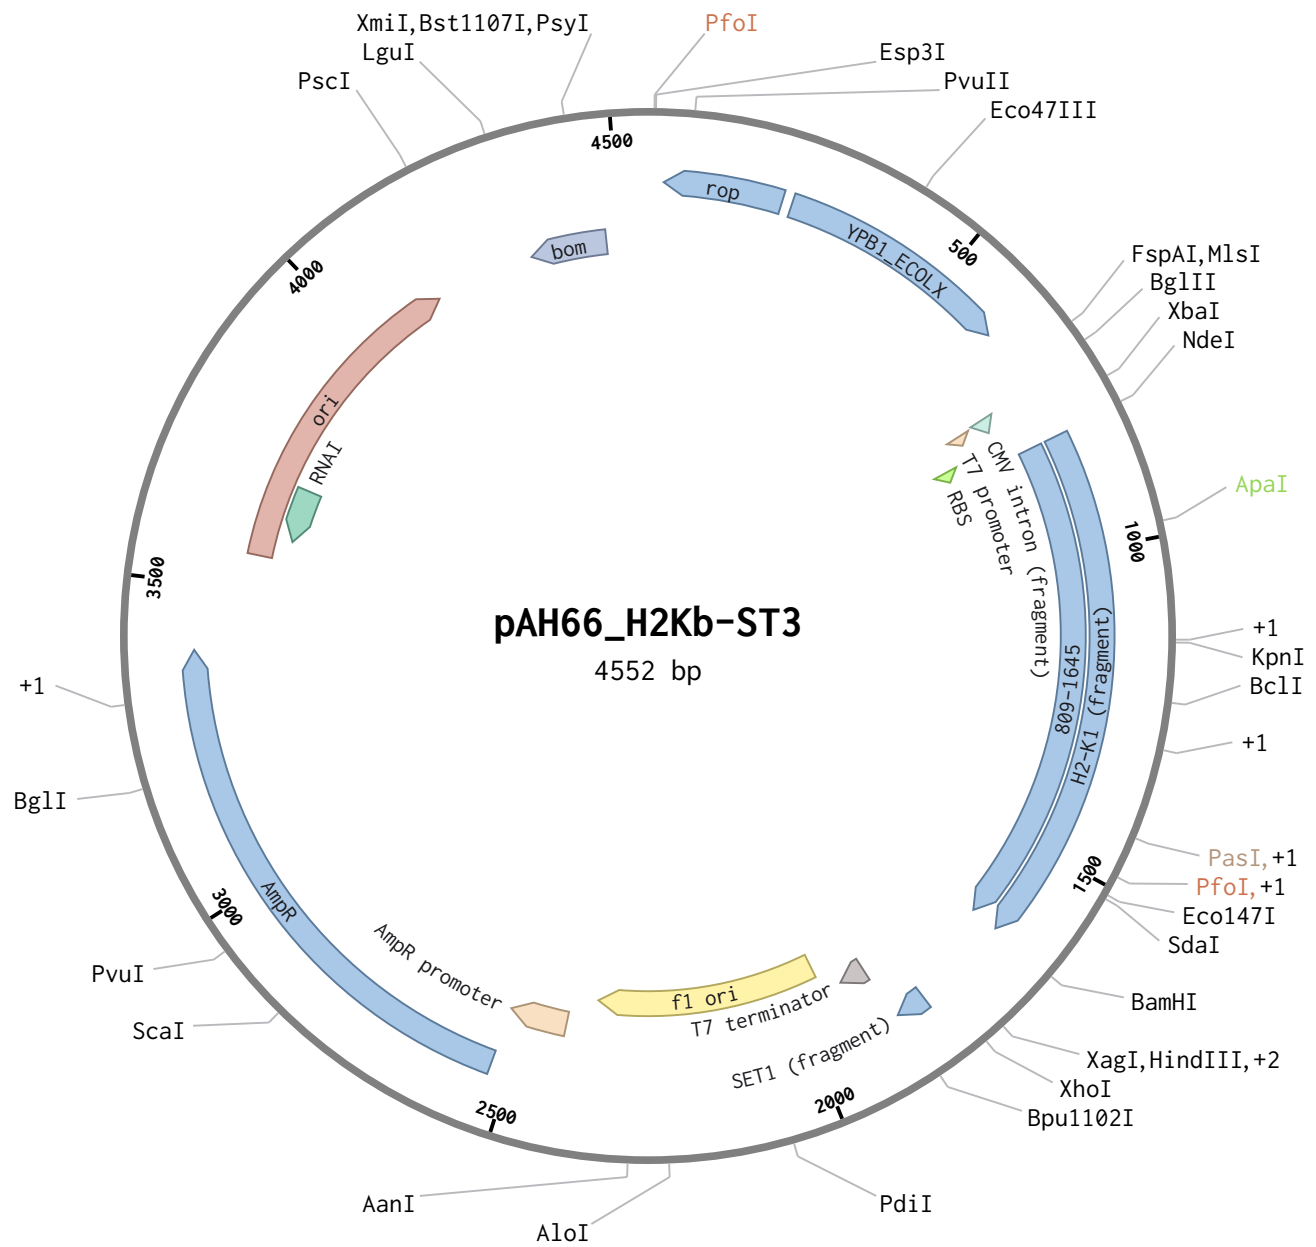 XmiI,Bst1107I,PsyI
PfoI
LguI
Esp3I
PscI
PvuII
Eco47III
4500
rop
YPB1_ECOLX
bom
500
4000
FspAI,MlsI
BglII
XbaI
NdeI
ori
RNAI
CMV intron (fragment)
T7 promoter
RBS
ApaI
1000
3500
pAH66_H2Kb-ST3
4552 bp
+1
KpnI
BclI
809-1645
H2-K1 (fragment)
+1
+1
BglI
PasI,+1
PfoI,+1
1500
Eco147I
SdaI
AmpR
3000
AmpR promoter
PvuI
ScaI
f1 ori
T7 terminator
SET1 (fragment)
BamHI
XagI,HindIII,+2
XhoI
Bpu1102I
2500
2000
AanI
AloI
PdiI